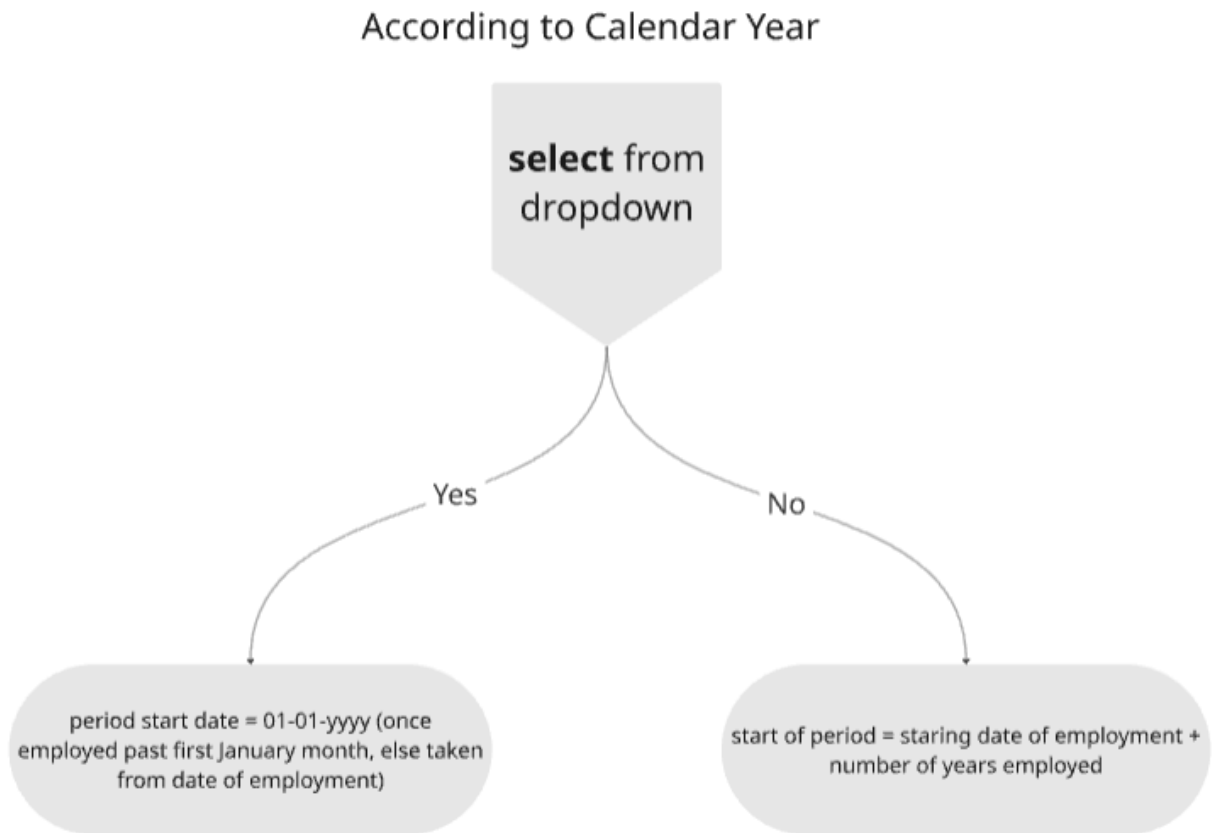 According to Calendar Year
select from
dropdown
Yes
No
period start date = 01-01-yyyy (once
employed past first January month, else taken
from date of employment)
start of period = staring date of employment +
number of years employed